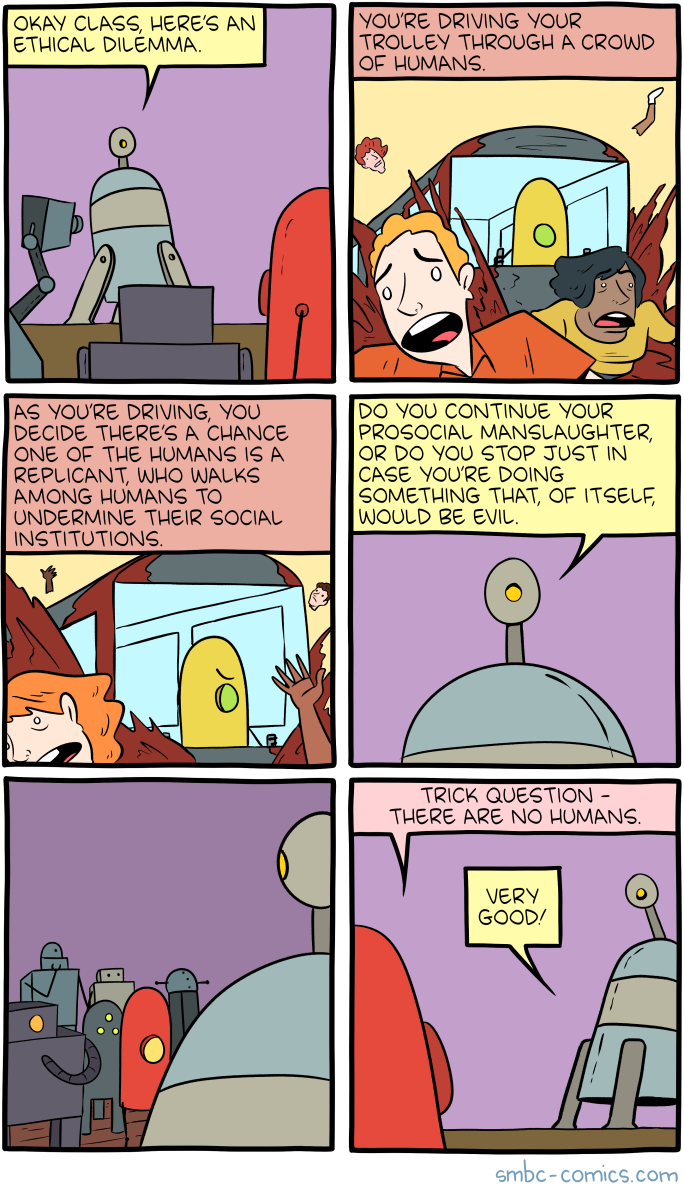 OKAY CLASS, HERE'S AN
ETHICAL DILEMMA.
YOU'RE DRIVING YOUR
TROLLEY THROUGH A CROWD
OF HUMANS.
AS YOU'RE DRIVING, YOU
DECIDE THERE'S A CHANCE
ONE OF THE HUMANS IS A
REPLICANT, WHO WALKS
AMONG HUMANS TO
UNDERMINE THEIR SOCIAL
INSTITUTIONS.
DO YOU CONTINUE YOUR
PROSOCIAL MANSLAUGHTER,
OR DO YOU STOP JUST IN
CASE YOU'RE DOING
SOMETHING THAT, OF ITSELF,
WOULD BE EVIL.
TRICK QUESTION -
THERE ARE NO HUMANS.
VERY
GOOD!
smbc-comics.com